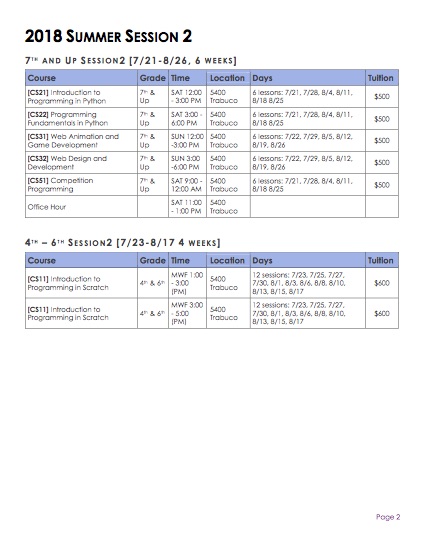 2018 SUMMER SESSION 2
7TH AND UP SESSION2 [7/21-8/26, 6 WEEKS]
Course Grade Time Location Days Tuition
[CS21] Introduction to Programming in Python 7th & Up SAT 12:00 - 3:00 PM 5400 Trabuco 6 lessons: 7/21, 7/28, 8/4, 8/11, 8/18 8/25 $500
[CS22] Programming Fundamentals in Python 7th & Up SAT 3:00 - 6:00 PM 5400 Trabuco 6 lessons: 7/21, 7/28, 8/4, 8/11, 8/18 8/25 $500
[CS31] Web Animation and Game Development 7th & Up SUN 12:00 -3:00 PM 5400 Trabuco 6 lessons: 7/22, 7/29, 8/5, 8/12, 8/19, 8/26 $500
[CS32] Web Design and Development 7th & Up SUN 3:00 -6:00 PM 5400 Trabuco 6 lessons: 7/22, 7/29, 8/5, 8/12, 8/19, 8/26 $500
[CS51] Competition Programming 7th & Up SAT 9:00 - 12:00 AM 5400 Trabuco 6 lessons: 7/21, 7/28, 8/4, 8/11, 8/18 8/25 $500
Office Hour SAT 11:00 - 1:00 PM 5400 Trabuco
4TH – 6TH SESSION2 [7/23-8/17 4 WEEKS]
Course Grade Time Location Days Tuition
[CS11] Introduction to Programming in Scratch 4th & 6th MWF 1:00 - 3:00 (PM) 5400 Trabuco 12 sessions: 7/23, 7/25, 7/27, 7/30, 8/1, 8/3, 8/6, 8/8, 8/10, 8/13, 8/15, 8/17 $600
[CS11] Introduction to Programming in Scratch 4th & 6th MWF 3:00 - 5:00 (PM) 5400 Trabuco 12 sessions: 7/23, 7/25, 7/27, 7/30, 8/1, 8/3, 8/6, 8/8, 8/10, 8/13, 8/15, 8/17 $600
Page 2